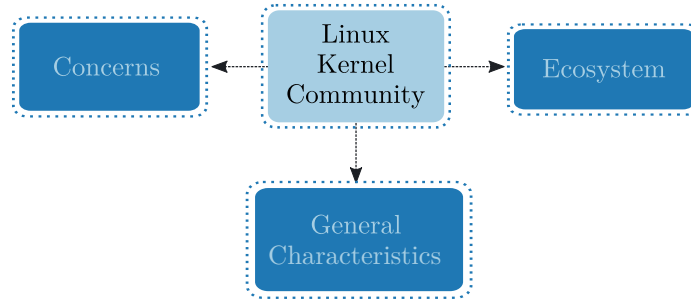 Linux
Kernel
Community
Concerns
Ecosystem
General
Characteristics